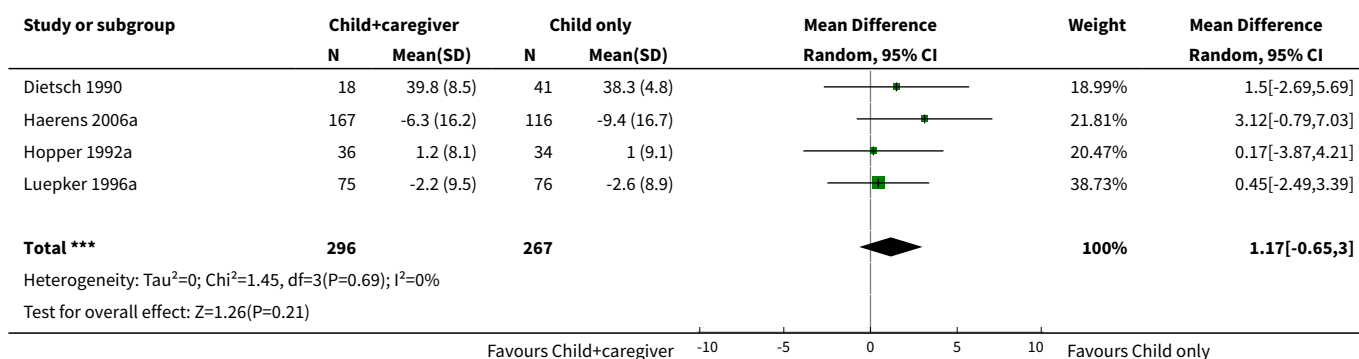 Study or subgroup Child+caregiver Child only Mean Difference Weight Mean Difference
N Mean(SD) N Mean(SD) Random, 95% CI Random, 95% CI
Dietsch 1990 18 39.8 (8.5) 41 38.3 (4.8) 18.99% 1.5[-2.69,5.69]
Haerens 2006a 167 -6.3 (16.2) 116 -9.4 (16.7) 21.81% 3.12[-0.79,7.03]
Hopper 1992a 36 1.2 (8.1) 34 1 (9.1) 20.47% 0.17[-3.87,4.21]
Luepker 1996a 75 -2.2 (9.5) 76 -2.6 (8.9) 38.73% 0.45[-2.49,3.39]
Total *** 296 267 100% 1.17[-0.65,3]
Heterogeneity: Tau²=0; Chi²=1.45, df=3(P=0.69); I²=0%
Test for overall effect: Z=1.26(P=0.21)
Favours Child+caregiver -10 -5 0 5 10 Favours Child only